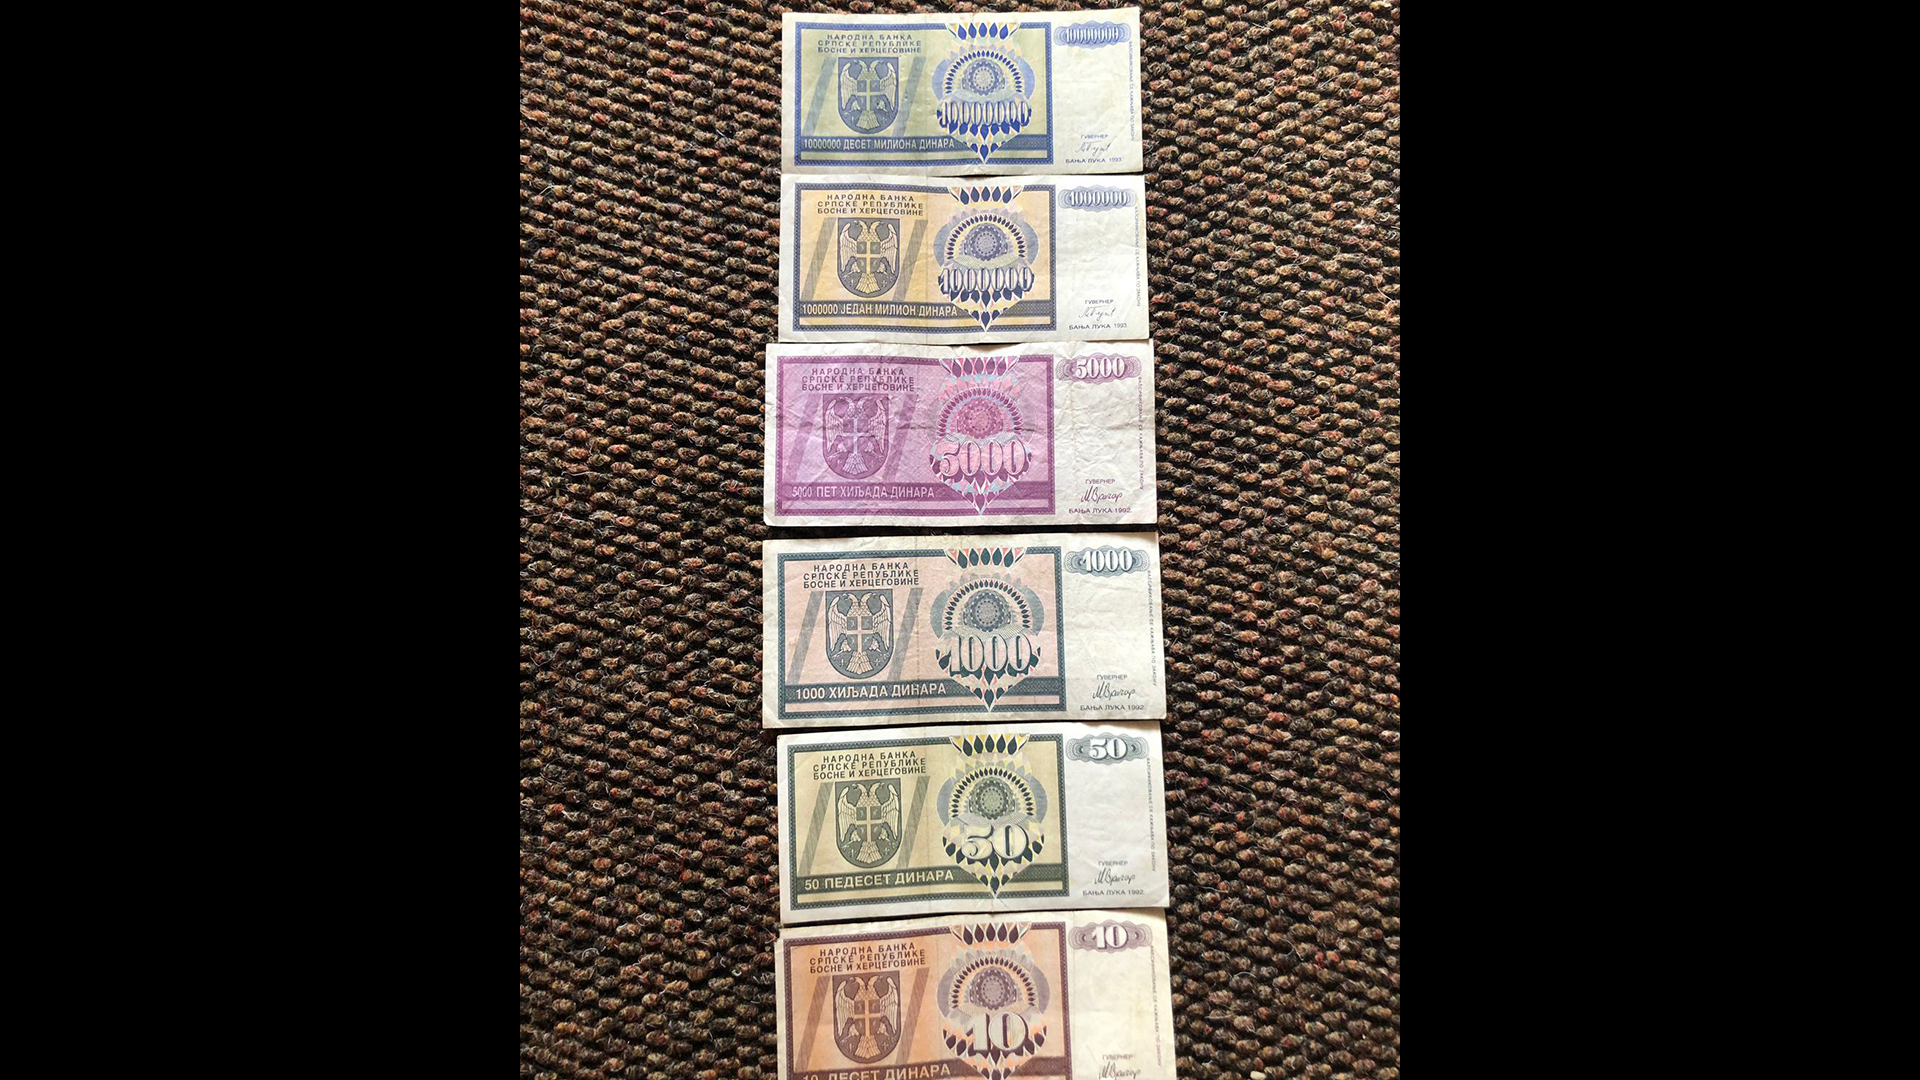 НАРОДНА БАНКА
СРПСКЕ РЕПУБЛИКЕ
БОСНЕ И ХЕРЦЕГОВИНЕ
10000000
10000000
10000000 ДЕСЕТ МИЛИОНА ДИНАРА
ГУВЕРНЕР
БАЊА ЛУКА 1993
НАРОДНА БАНКА
СРПСКЕ РЕПУБЛИКЕ
БОСНЕ И ХЕРЦЕГОВИНЕ
1000000
1000000
1000000 ЈЕДАН МИЛИОН ДИНАРА
ГУВЕРНЕР
БАЊА ЛУКА 1993
НАРОДНА БАНКА
СРПСКЕ РЕПУБЛИКЕ
БОСНЕ И ХЕРЦЕГОВИНЕ
5000
5000
5000 ПЕТ ХИЉАДА ДИНАРА
ГУВЕРНЕР
БАЊА ЛУКА 1992
НАРОДНА БАНКА
СРПСКЕ РЕПУБЛИКЕ
БОСНЕ И ХЕРЦЕГОВИНЕ
1000
1000
1000 ХИЉАДА ДИНАРА
ГУВЕРНЕР
БАЊА ЛУКА 1992
НАРОДНА БАНКА
СРПСКЕ РЕПУБЛИКЕ
БОСНЕ И ХЕРЦЕГОВИНЕ
50
50
50 ПЕДЕСЕТ ДИНАРА
ГУВЕРНЕР
БАЊА ЛУКА 1992
НАРОДНА БАНКА
СРПСКЕ РЕПУБЛИКЕ
БОСНЕ И ХЕРЦЕГОВИНЕ
10
10
10 ДЕСЕТ ДИНАРА
ГУВЕРНЕР